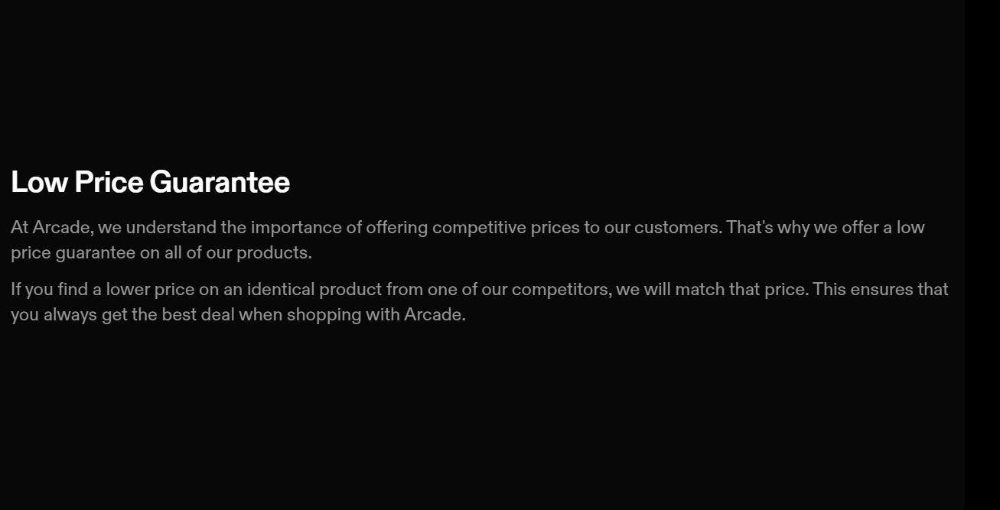 Low Price Guarantee
At Arcade, we understand the importance of offering competitive prices to our customers. That's why we offer a low
price guarantee on all of our products.
If you find a lower price on an identical product from one of our competitors, we will match that price. This ensures that
you always get the best deal when shopping with Arcade.